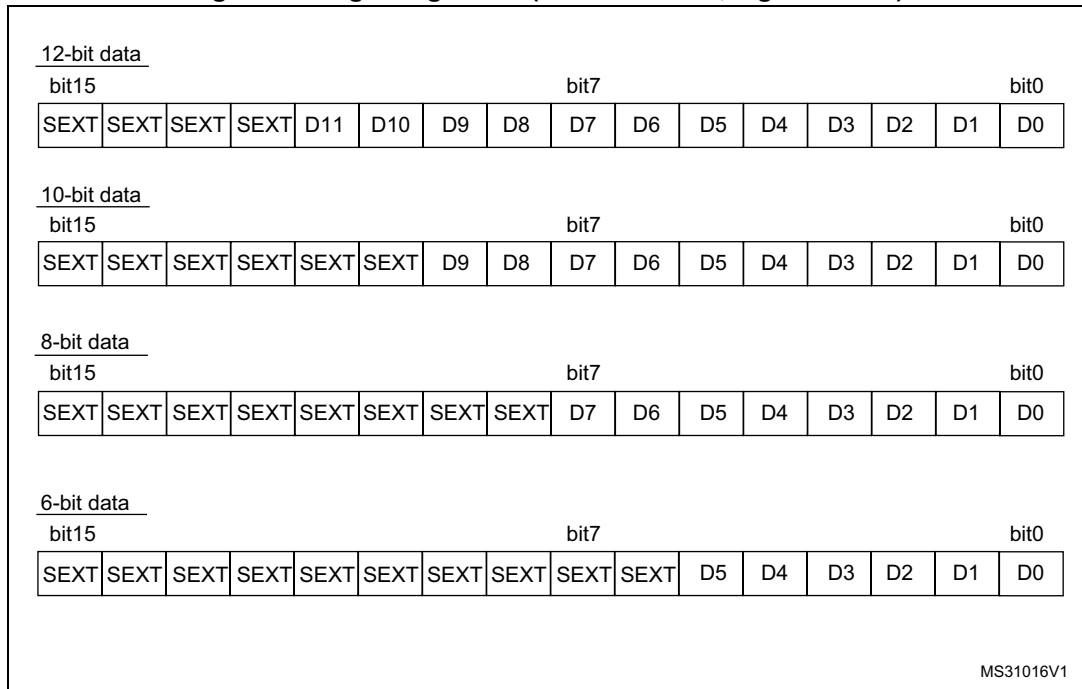 12-bit data
bit15 bit7 bit0
SEXT SEXT SEXT SEXT D11 D10 D9 D8 D7 D6 D5 D4 D3 D2 D1 D0
10-bit data
bit15 bit7 bit0
SEXT SEXT SEXT SEXT SEXT SEXT D9 D8 D7 D6 D5 D4 D3 D2 D1 D0
8-bit data
bit15 bit7 bit0
SEXT SEXT SEXT SEXT SEXT SEXT SEXT SEXT D7 D6 D5 D4 D3 D2 D1 D0
6-bit data
bit15 bit7 bit0
SEXT SEXT SEXT SEXT SEXT SEXT SEXT SEXT SEXT SEXT D5 D4 D3 D2 D1 D0
MS31016V1